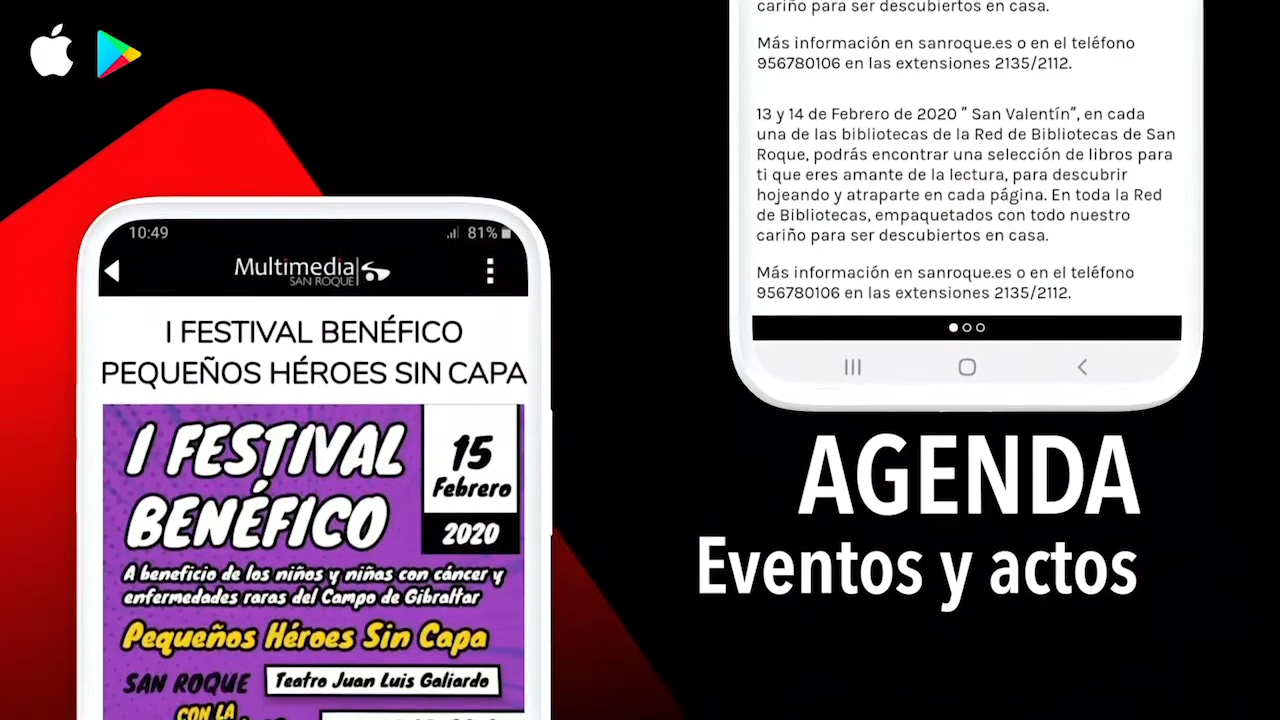 10:49
81%
Multimedia
SAN ROQUE
I FESTIVAL BENÉFICO
PEQUEÑOS HÉROES SIN CAPA
I FESTIVAL
BENÉFICO
15
Febrero
2020
A beneficio de los niños y niñas con cáncer y
enfermedades raras del Campo de Gibraltar
Pequeños Héroes Sin Capa
SAN ROQUE
Teatro Juan Luis Galiardo
CON LA
cariño para ser descubiertos en casa.
Más información en sanroque.es o en el teléfono
956780106 en las extensiones 2135/2112.
13 y 14 de Febrero de 2020 ” San Valentín”, en cada
una de las bibliotecas de la Red de Bibliotecas de San
Roque, podrás encontrar una selección de libros para
ti que eres amante de la lectura, para descubrir
hojeando y atraparte en cada página. En toda la Red
de Bibliotecas, empaquetados con todo nuestro
cariño para ser descubiertos en casa.
Más información en sanroque.es o en el teléfono
956780106 en las extensiones 2135/2112.
AGENDA
Eventos y actos